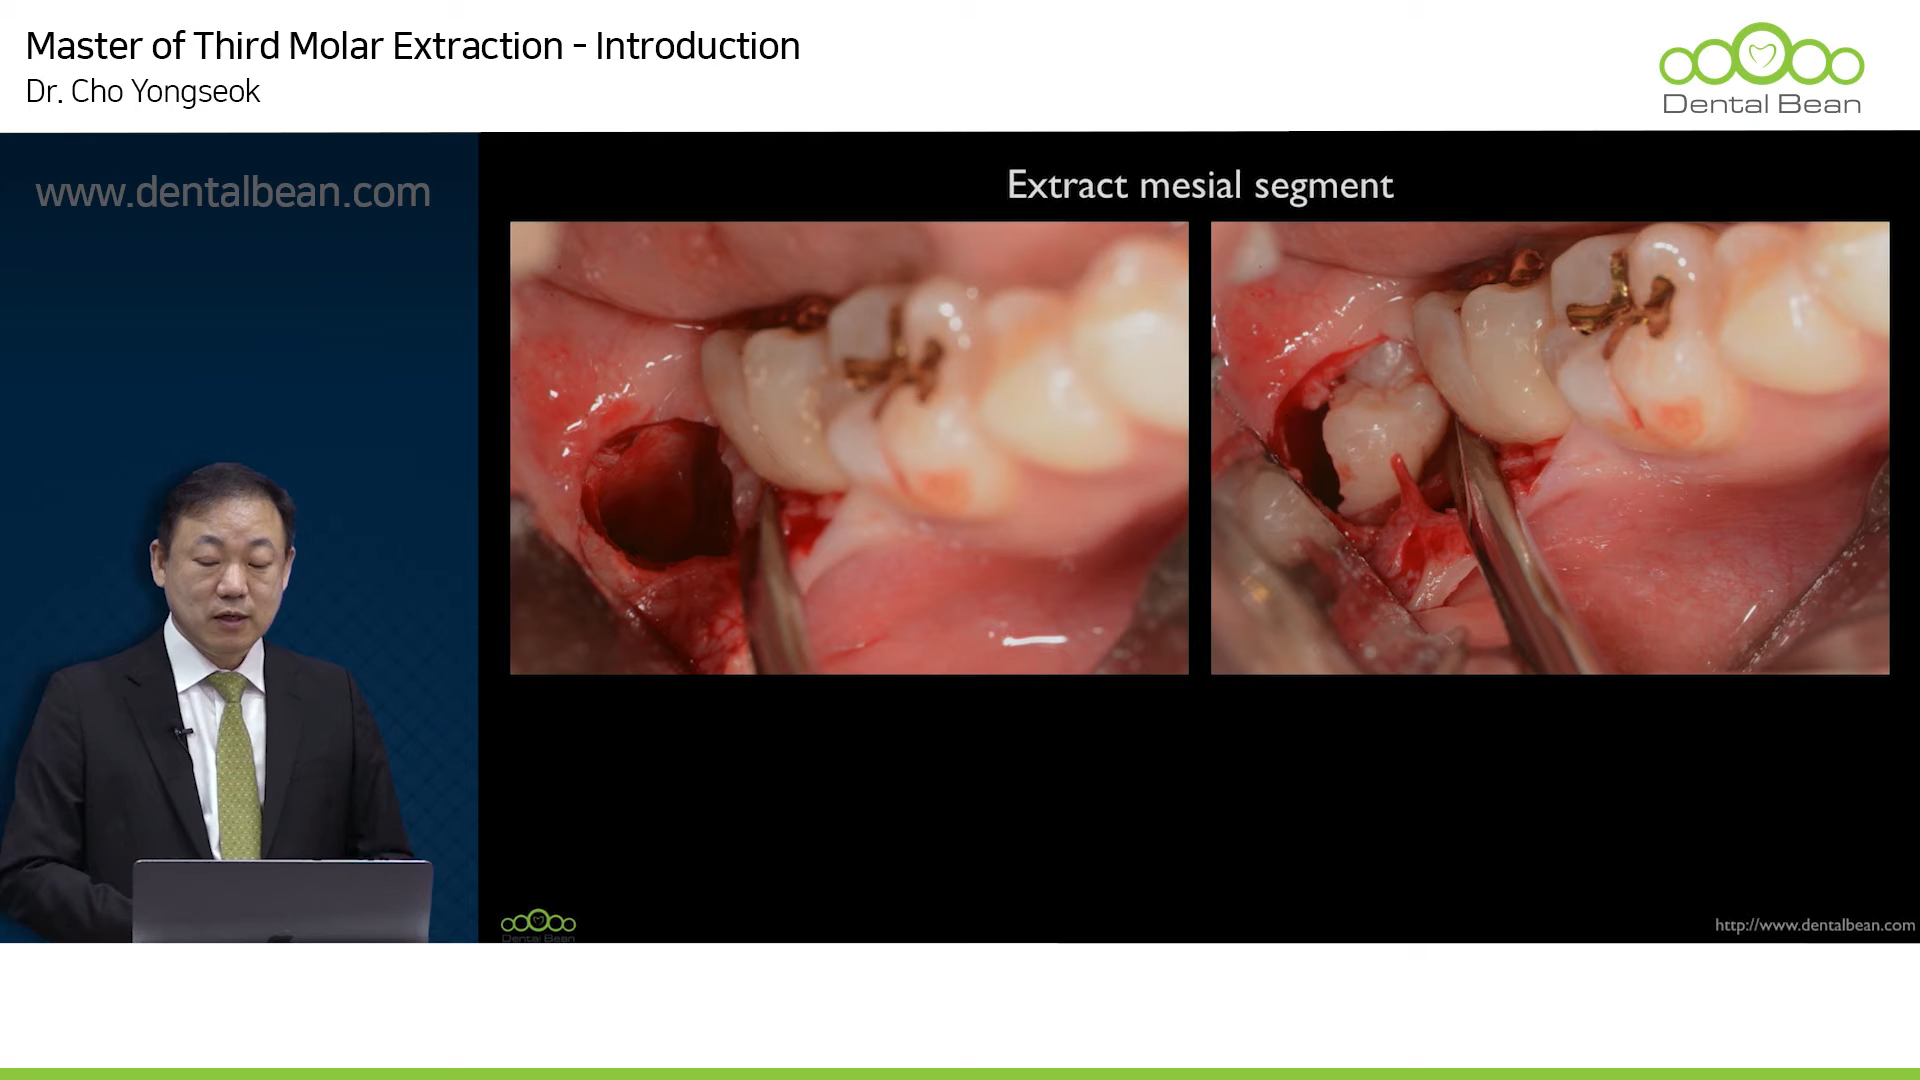 Master of Third Molar Extraction - Introduction
Dr. Cho Yongseok
Dental Bean
www.dentalbean.com
Extract mesial segment
Dental Bean
http://www.dentalbean.com